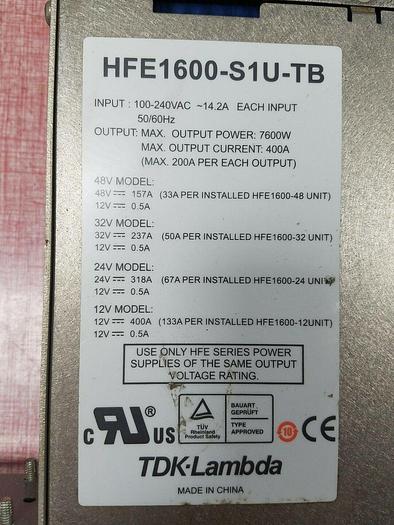 HFE1600-S1U-TB
INPUT : 100-240VAC ~14.2A EACH INPUT
50/60Hz
OUTPUT: MAX. OUTPUT POWER: 7600W
MAX. OUTPUT CURRENT: 400A
(MAX. 200A PER EACH OUTPUT)
48V MODEL:
48V 157A (33A PER INSTALLED HFE1600-48 UNIT)
12V 0.5A
32V MODEL:
32V 237A (50A PER INSTALLED HFE1600-32 UNIT)
12V 0.5A
24V MODEL:
24V 318A (67A PER INSTALLED HFE1600-24 UNIT)
12V 0.5A
12V MODEL:
12V 400A (133A PER INSTALLED HFE1600-12UNIT)
12V 0.5A
USE ONLY HFE SERIES POWER
SUPPLIES OF THE SAME OUTPUT
VOLTAGE RATING.
c RU ® US
TÜV
Rheinland
Product Safety
BAUART
GEPRÜFT
TYPE
APPROVED
10
CE
TDK-Lambda
MADE IN CHINA